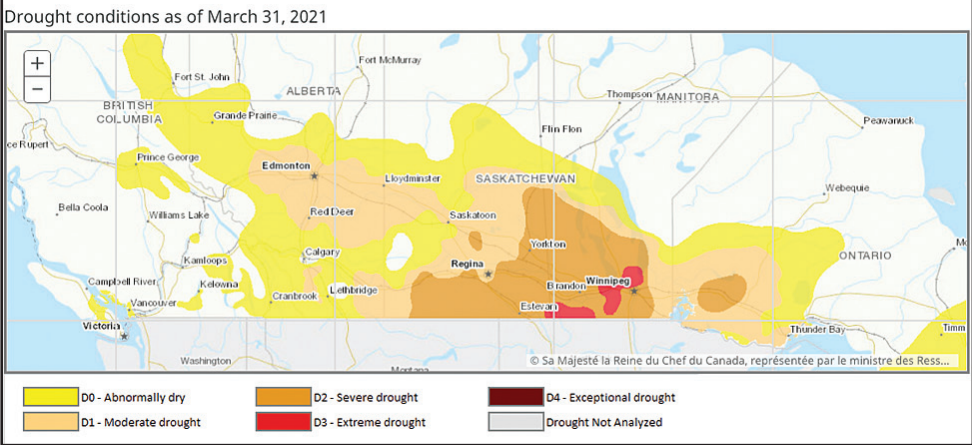 Drought conditions as of March 31, 2021
+
−
Fort McMurray
Fort St. John
ALBERTA
Thompson
MANITOBA
BRITISH
COLUMBIA
Grande Prairie
Peawanuck
Flin Flon
ce Rupert
Prince George
Edmonton
Lloydminster
SASKATCHEWAN
Webequie
Bella Coola
Williams Lake
Red Deer
Saskatoon
Yorkton
Mo
Calgary
Kamloops
Regina
ONTARIO
Campbell River
Kelowna
Cranbrook
Lethbridge
Brandon
Winnipeg
Vancouver
Estevan
Victoria
Thunder Bay
Timm
Washington
Montana
© Sa Majesté la Reine du Chef du Canada, représentée par le ministre des Ress...
D0 - Abnormally dry
D2 - Severe drought
D4 - Exceptional drought
D1 - Moderate drought
D3 - Extreme drought
Drought Not Analyzed